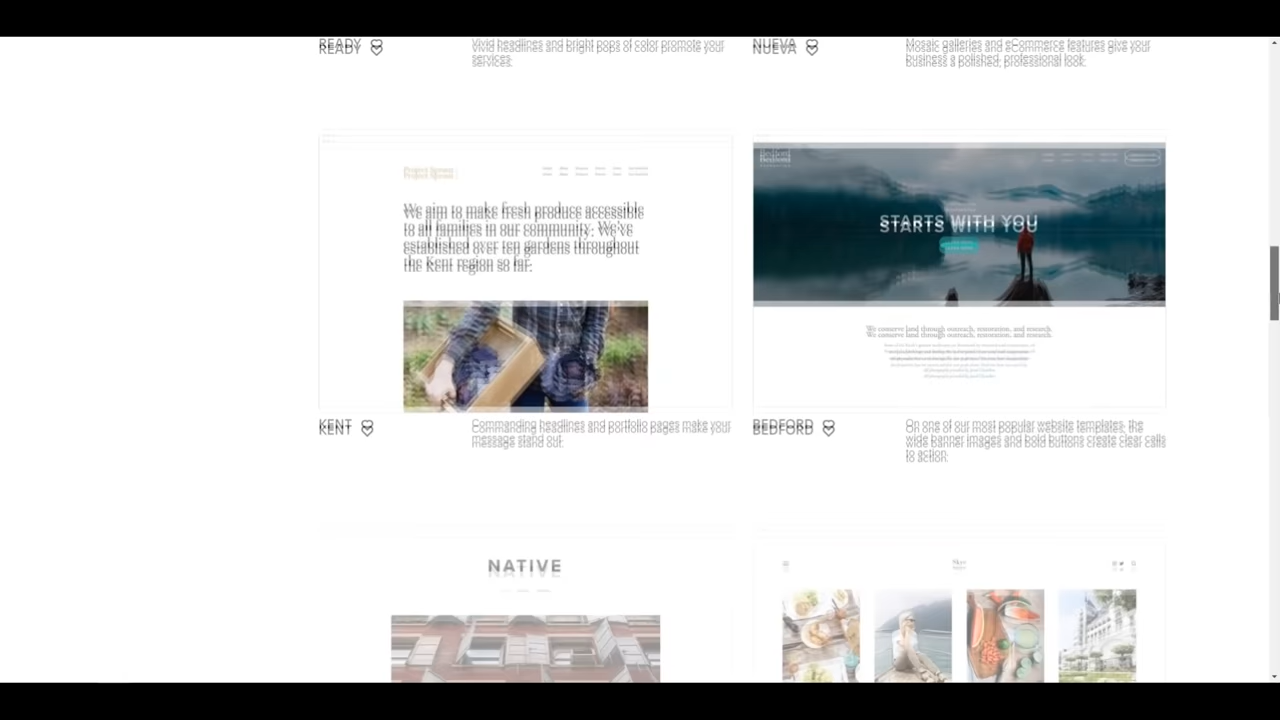 READY
Vivid headlines and bright pops of color promote your
services.
NUEVA
Mosaic galleries and eCommerce features give your
business a polished, professional look.
Project Sprout
We aim to make fresh produce accessible
to all families in our community. We've
established over ten gardens throughout
the Kent region so far.
Bedford
STARTS WITH YOU
We conserve land through outreach, restoration, and research.
KENT
Commanding headlines and portfolio pages make your
message stand out.
BEDFORD
On one of our most popular website templates, the
wide banner images and bold buttons create clear calls
to action.
NATIVE
Skye